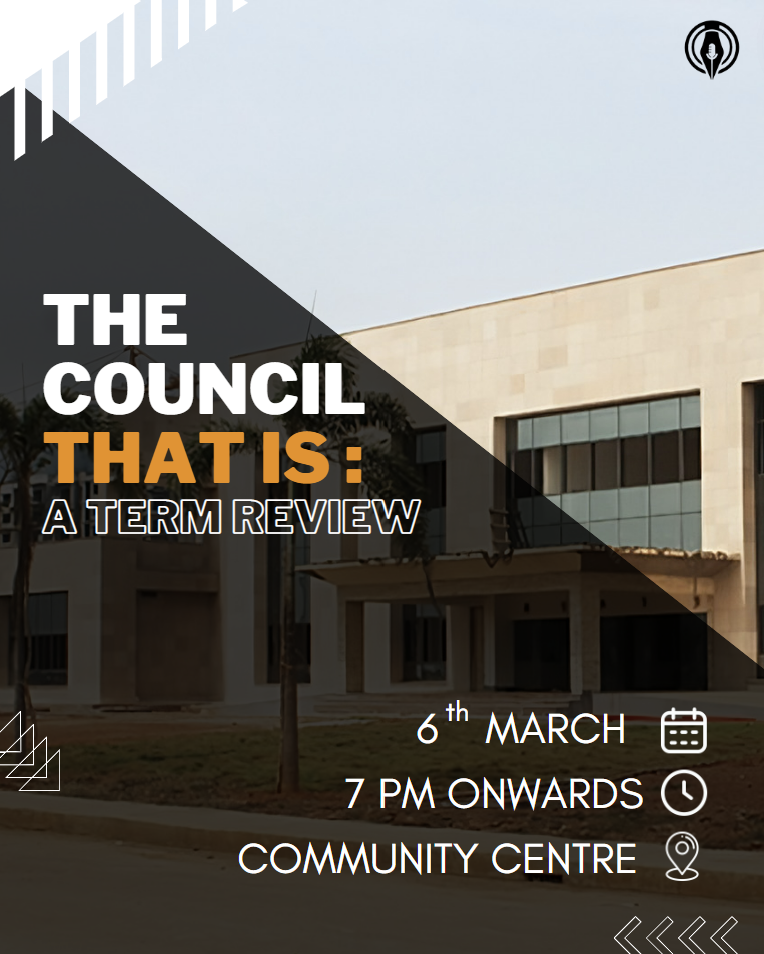 THE
COUNCIL
THAT IS :
A TERM REVIEW
6th MARCH
7 PM ONWARDS
COMMUNITY CENTRE